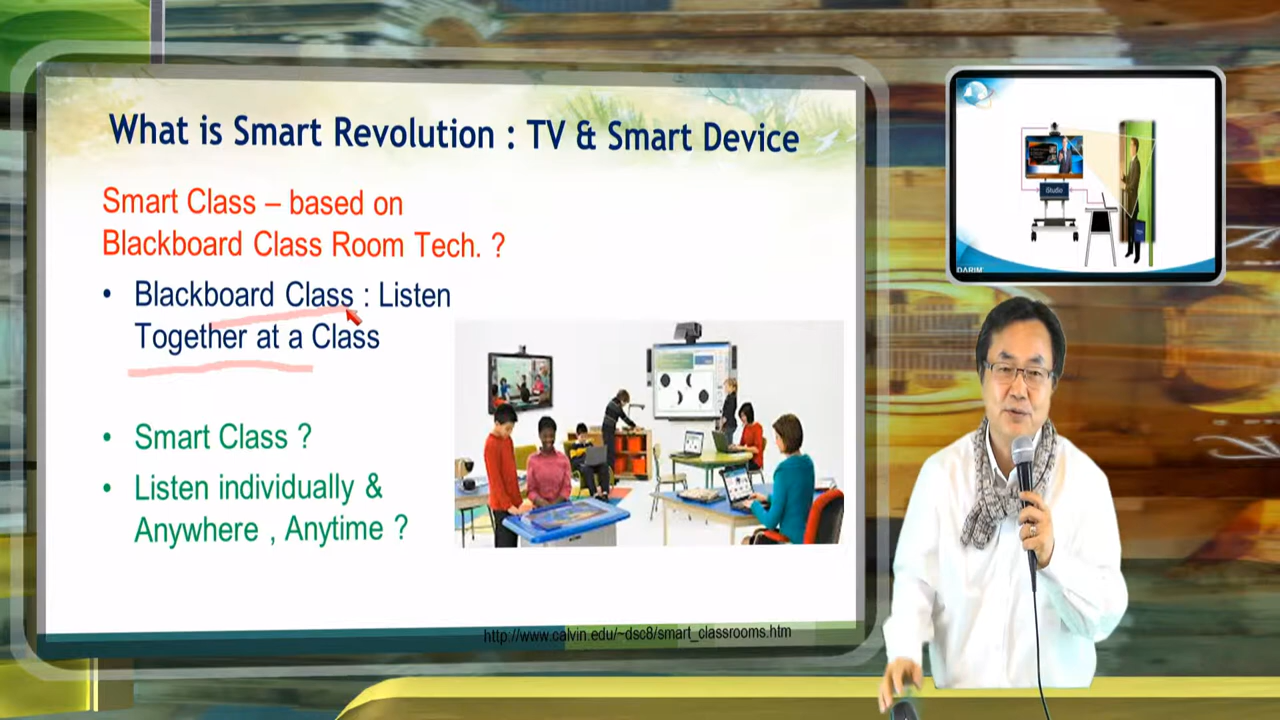 What is Smart Revolution : TV & Smart Device
Smart Class – based on
Blackboard Class Room Tech. ?
• Blackboard Class : Listen
Together at a Class
• Smart Class ?
• Listen individually &
Anywhere , Anytime ?
http://www.calvin.edu/~dsc8/smart_classrooms.htm
iStudio
DARIM